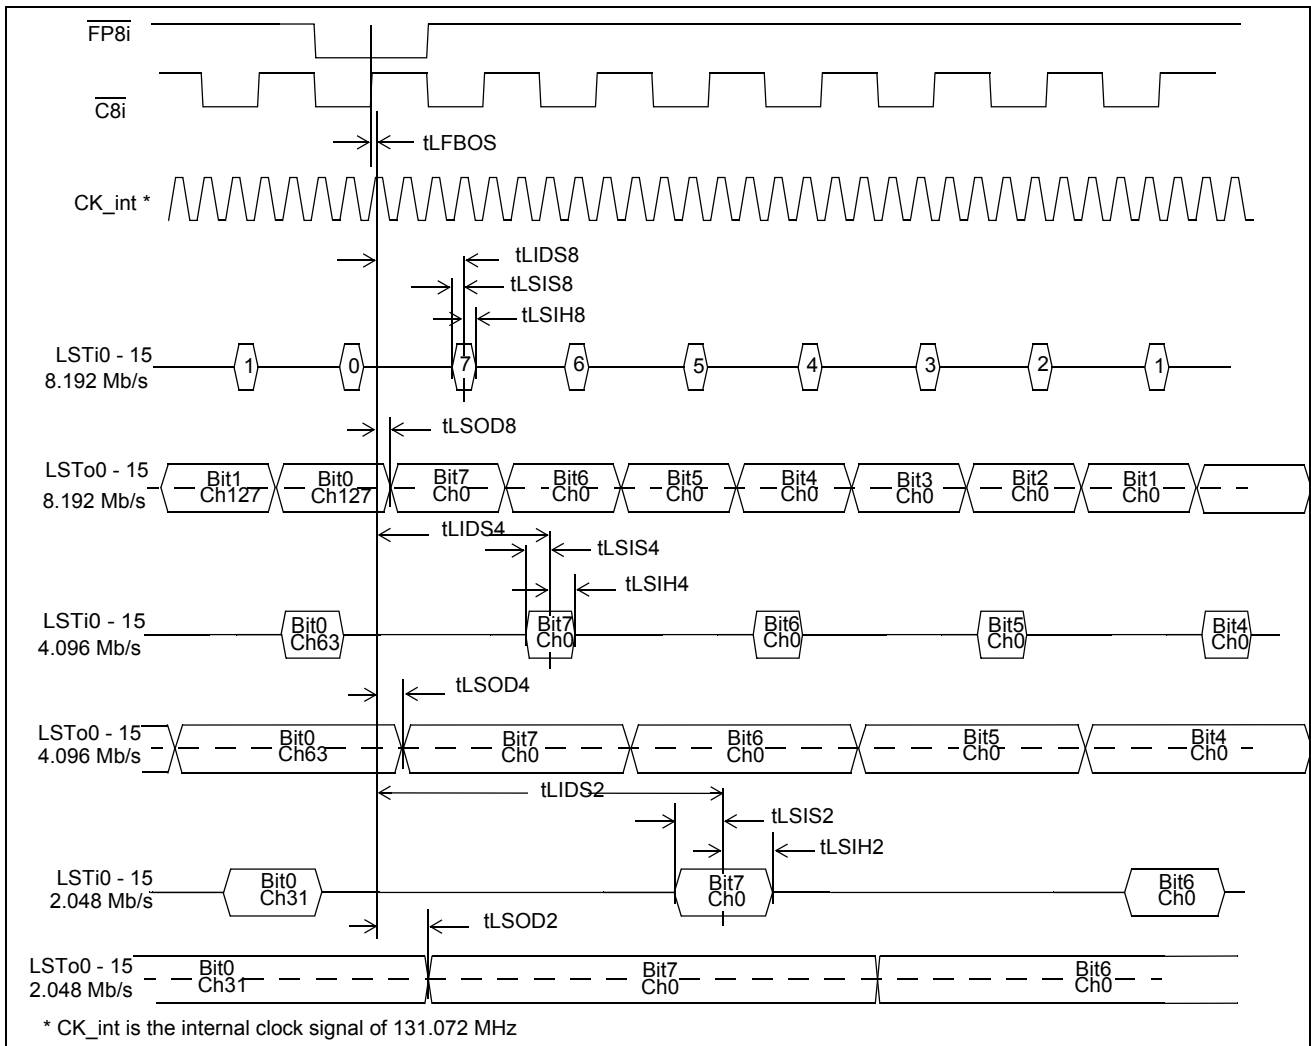 FP8i
C8i
tLFBOS
CK_int *
tLIDS8
tLSIS8
tLSIH8
LSTi0 - 15
8.192 Mb/s
1 0 7 6 5 4 3 2 1
tLSOD8
LSTo0 - 15
8.192 Mb/s
Bit1 Bit0 Bit7 Bit6 Bit5 Bit4 Bit3 Bit2 Bit1
Ch127 Ch127 Ch0 Ch0 Ch0 Ch0 Ch0 Ch0 Ch0
tLIDS4
tLSIS4
tLSIH4
LSTi0 - 15
4.096 Mb/s
Bit0 Bit7 Bit6 Bit5 Bit4
Ch63 Ch0 Ch0 Ch0 Ch0
tLSOD4
LSTo0 - 15
4.096 Mb/s
Bit0 Bit7 Bit6 Bit5 Bit4
Ch63 Ch0 Ch0 Ch0 Ch0
tLIDS2
tLSIS2
tLSIH2
LSTi0 - 15
2.048 Mb/s
Bit0 Bit7 Bit6
Ch31 Ch0 Ch0
tLSOD2
LSTo0 - 15
2.048 Mb/s
Bit0 Bit7 Bit6
Ch31 Ch0 Ch0
* CK_int is the internal clock signal of 131.072 MHz